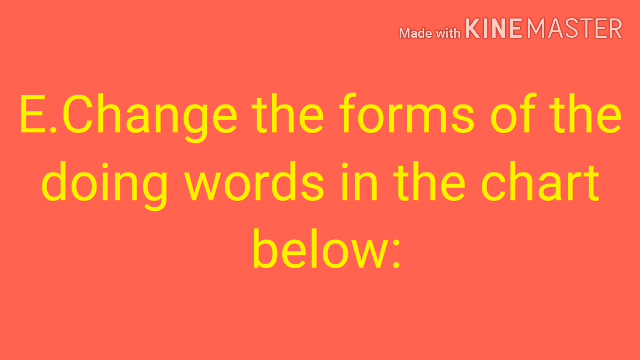 Made with KINEMASTER
E.Change the forms of the
doing words in the chart
below: